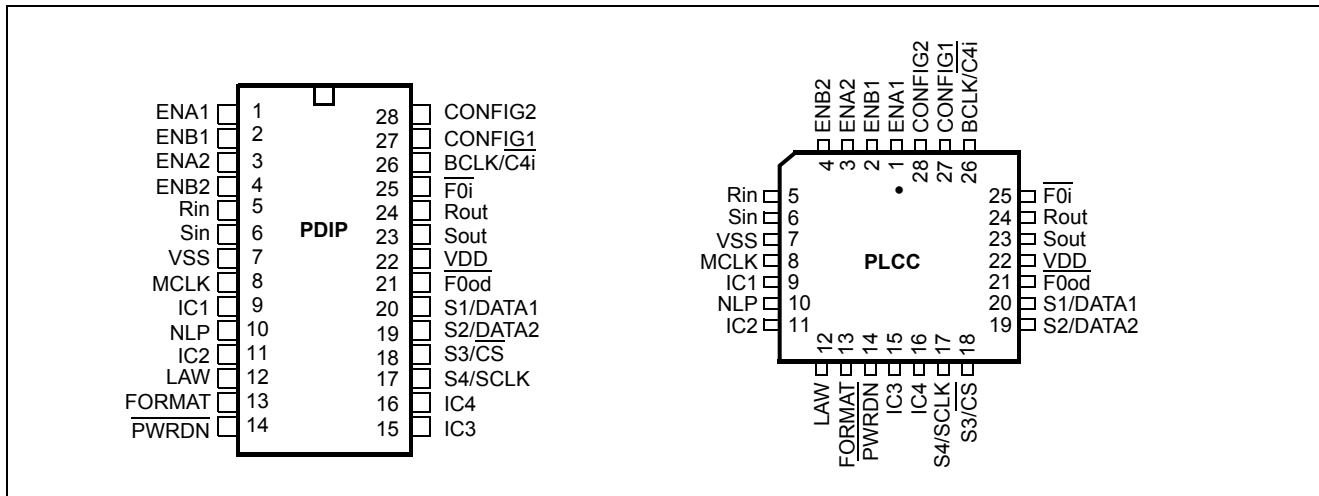 ENA1 1 28 CONFIG2
ENB1 2 27 CONFIG1
ENA2 3 26 BCLK/C4i
ENB2 4 25 F0i
Rin 5 24 Rout
Sin 6 23 Sout
VSS 7 22 VDD
MCLK 8 21 F0od
IC1 9 20 S1/DATA1
NLP 10 19 S2/DATA2
IC2 11 18 S3/CS
LAW 12 17 S4/SCLK
FORMAT 13 16 IC4
PWRDN 14 15 IC3
PDIP
ENB2 ENA2 ENB1 ENA1 CONFIG2 CONFIG1 BCLK/C4i
4 3 2 1 28 27 26
Rin 5 25 F0i
Sin 6 24 Rout
VSS 7 23 Sout
MCLK 8 PLCC 22 VDD
IC1 9 21 F0od
NLP 10 20 S1/DATA1
IC2 11 19 S2/DATA2
12 13 14 15 16 17 18
LAW FORMAT PWRDN IC3 IC4 S4/SCLK S3/CS